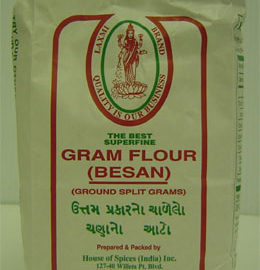 LAXMI BRAND
QUALITY IS OUR BUSINESS
THE BEST
SUPERFINE
GRAM FLOUR
(BESAN)
(GROUND SPLIT GRAMS)
ઉત્તમ પ્રકારનો ચાળેલો
ચણાનો આટો
Prepared & Packed by
House of Spices (India) Inc.
127-40 Willets Pt. Blvd.